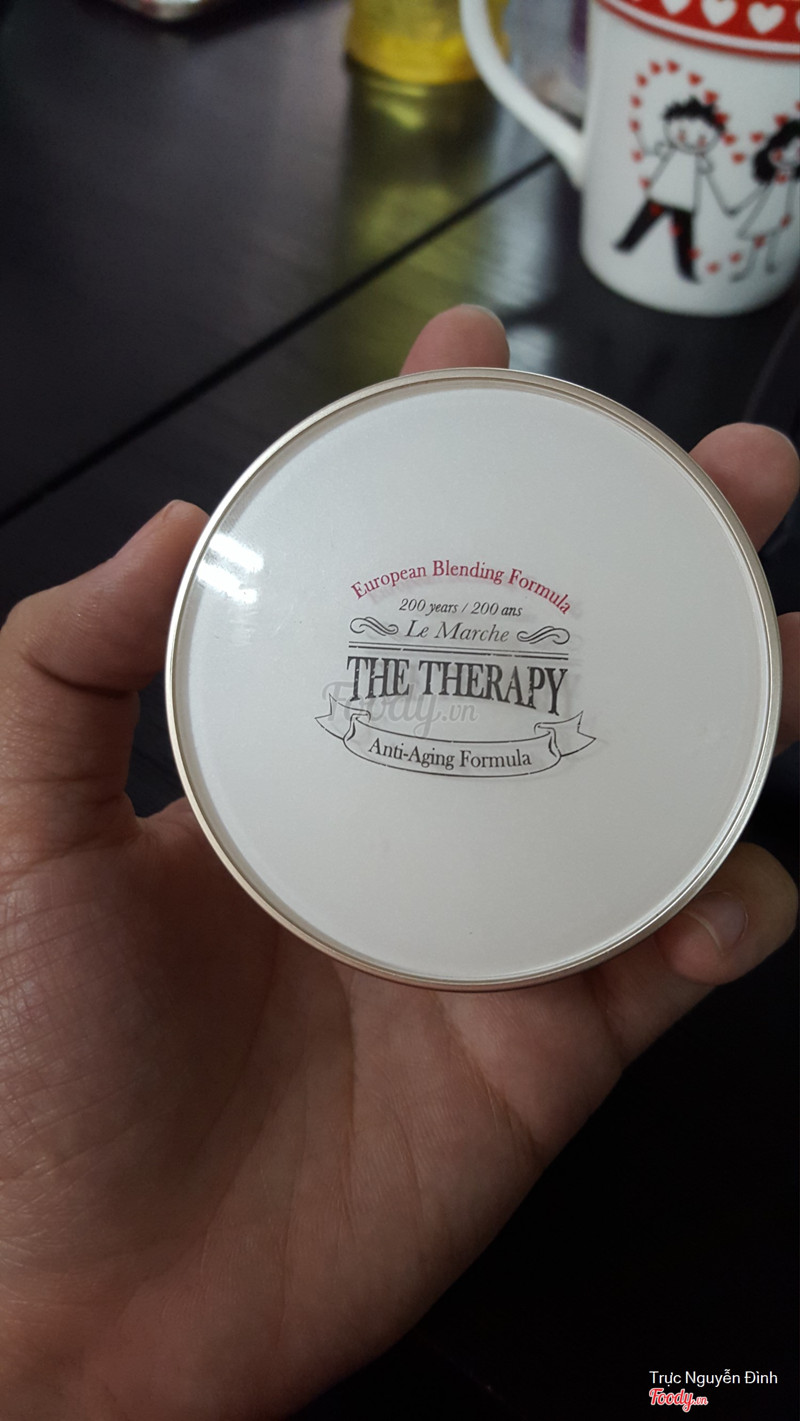 European Blending Formula
200 years / 200 ans
Le Marche
THE THERAPY
Foody.vn
Anti-Aging Formula
Trực Nguyễn Đình
Foody.vn